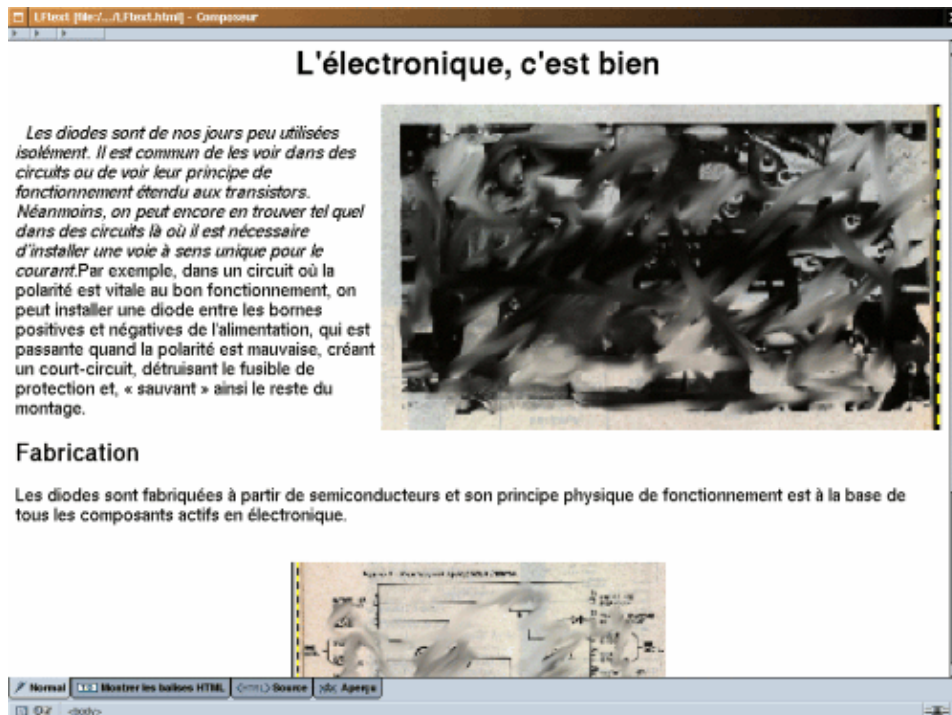 LFtext [file:/.../LFtext.html] - Composeur
L'électronique, c'est bien
Les diodes sont de nos jours peu utilisées
isolément. Il est commun de les voir dans des
circuits ou de voir leur principe de
fonctionnement étendu aux transistors.
Néanmoins, on peut encore en trouver tel quel
dans des circuits là où il est nécessaire
d'installer une voie à sens unique pour le
courant.Par exemple, dans un circuit où la
polarité est vitale au bon fonctionnement, on
peut installer une diode entre les bornes
positives et négatives de l'alimentation, qui est
passante quand la polarité est mauvaise, créant
un court-circuit, détruisant le fusible de
protection et, « sauvant » ainsi le reste du
montage.
Fabrication
Les diodes sont fabriquées à partir de semiconducteurs et son principe physique de fonctionnement est à la base de
tous les composants actifs en électronique.
Normal Montrer les balises HTML <HTML> Source Aperçu
<body>